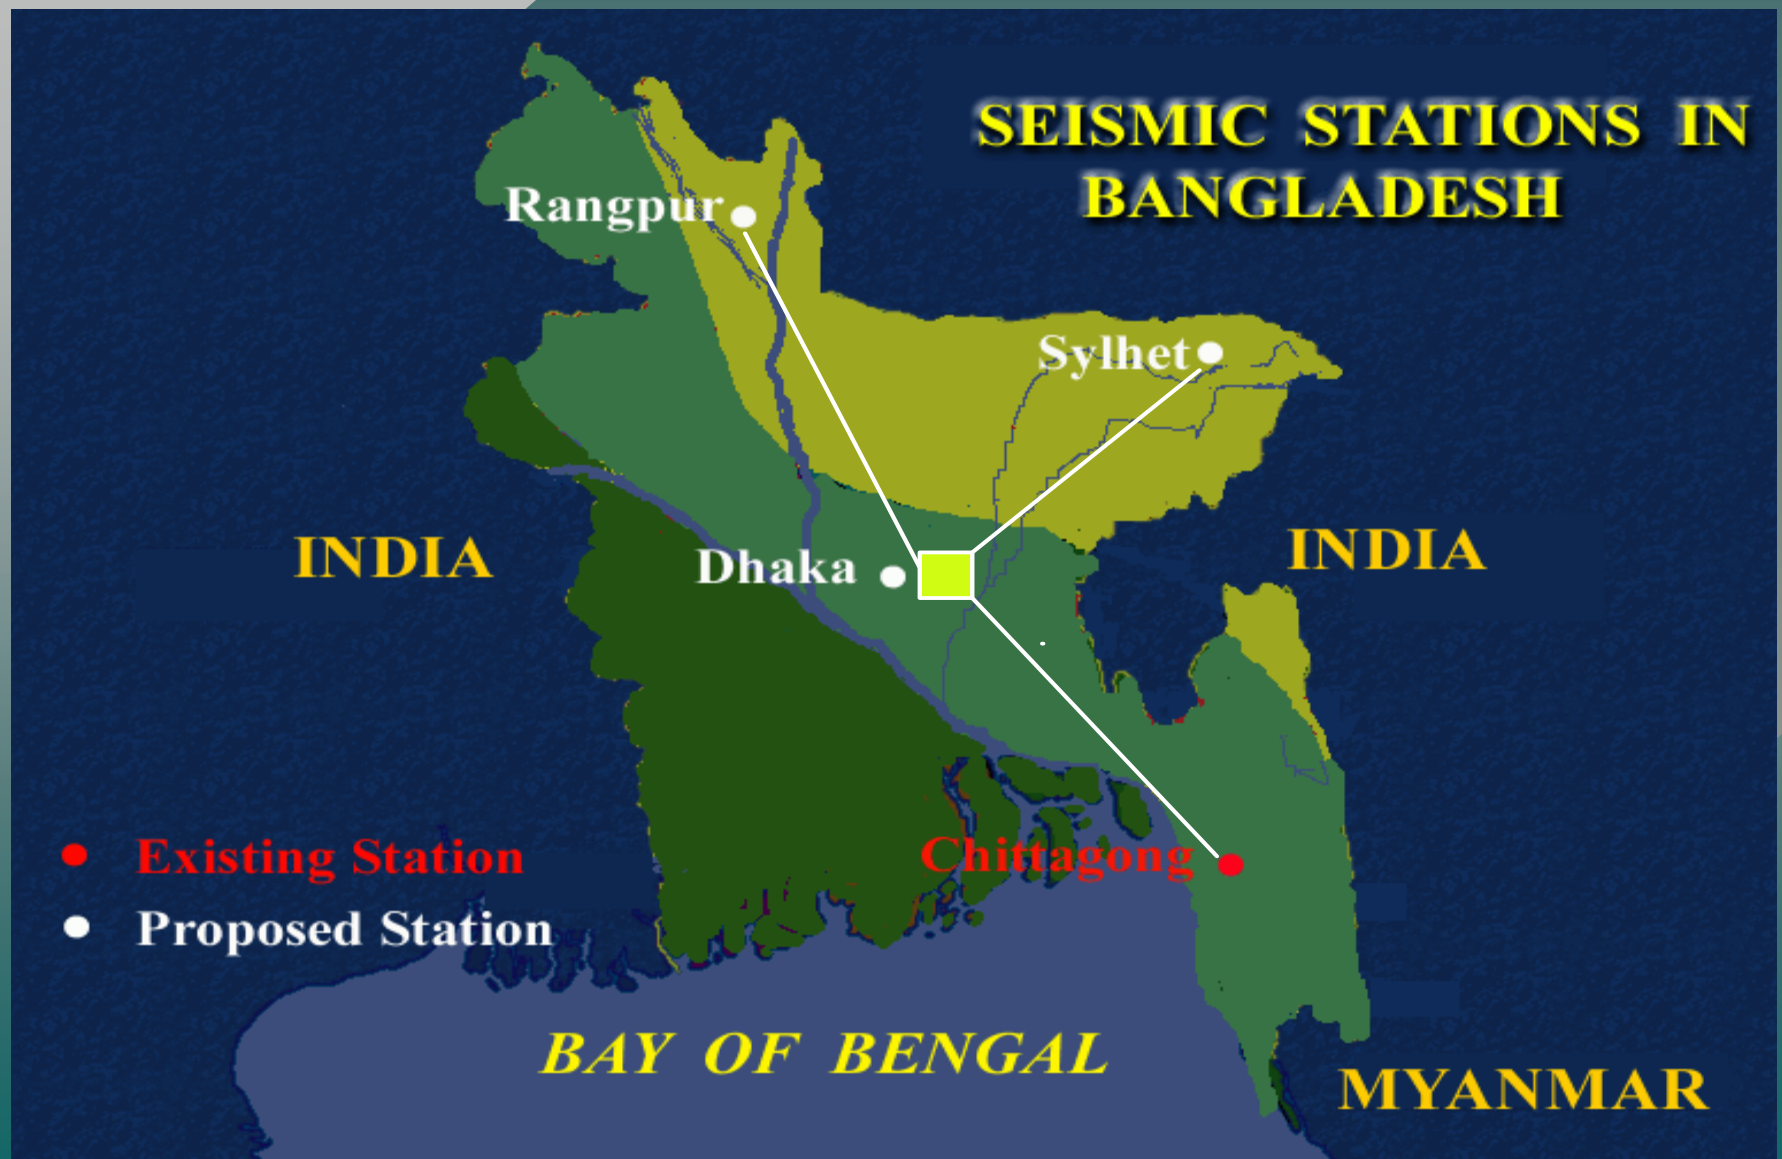 SEISMIC STATIONS IN
BANGLADESH
Rangpur
Sylhet
INDIA
Dhaka
INDIA
Existing Station
Chittagong
Proposed Station
BAY OF BENGAL
MYANMAR